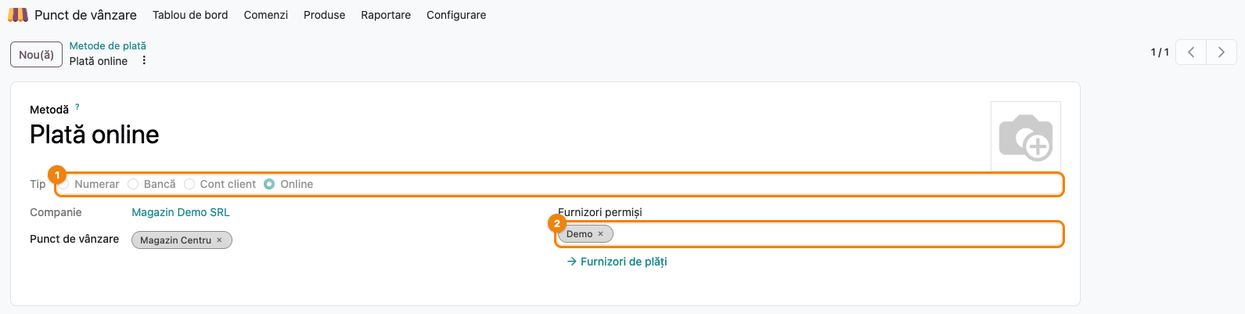 Punct de vânzare Tablou de bord Comenzi Produse Raportare Configurare
Nou(ă) Metode de plată
Plată online
1 / 1
Metodă ?
Plată online
1
Tip Numerar Bancă Cont client Online
Companie Magazin Demo SRL Furnizori permiși
2
Punct de vânzare Magazin Centru × Demo ×
→ Furnizori de plăți